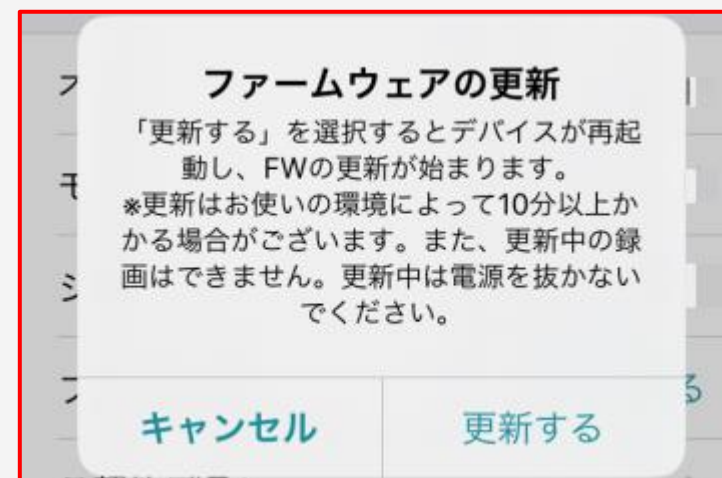 ファームウェアの更新
「更新する」を選択するとデバイスが再起
動し、FWの更新が始まります。
※更新はお使いの環境によって10分以上か
かる場合がございます。また、更新中の録
画はできません。更新中は電源を抜かない
でください。
キャンセル
更新する